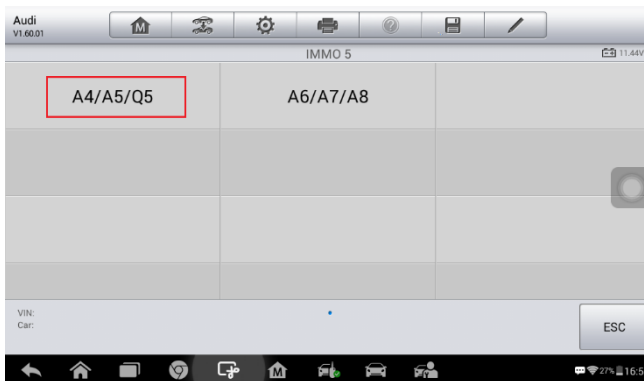 Audi
V1.60.01
IMMO 5
11.44V
A4/A5/Q5
A6/A7/A8
VIN:
Car:
ESC
27%